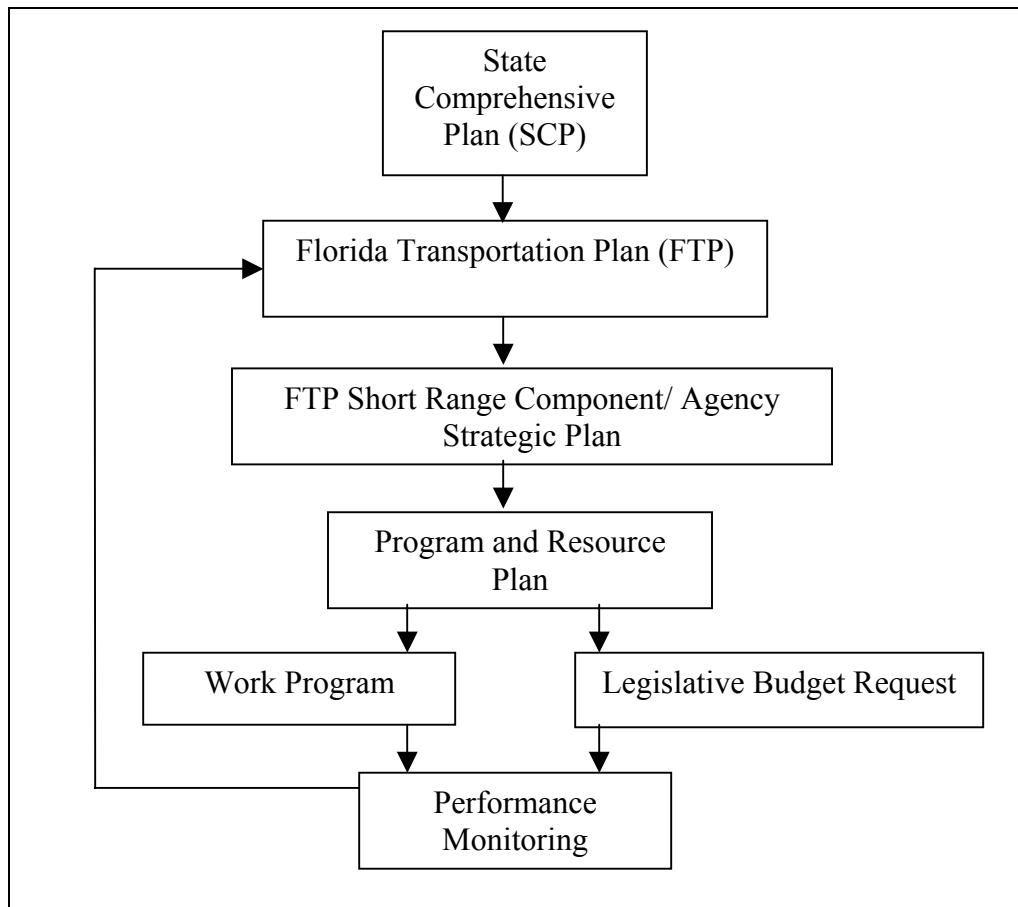 State
Comprehensive
Plan (SCP)
Florida Transportation Plan (FTP)
FTP Short Range Component/ Agency
Strategic Plan
Program and Resource
Plan
Work Program
Legislative Budget Request
Performance
Monitoring